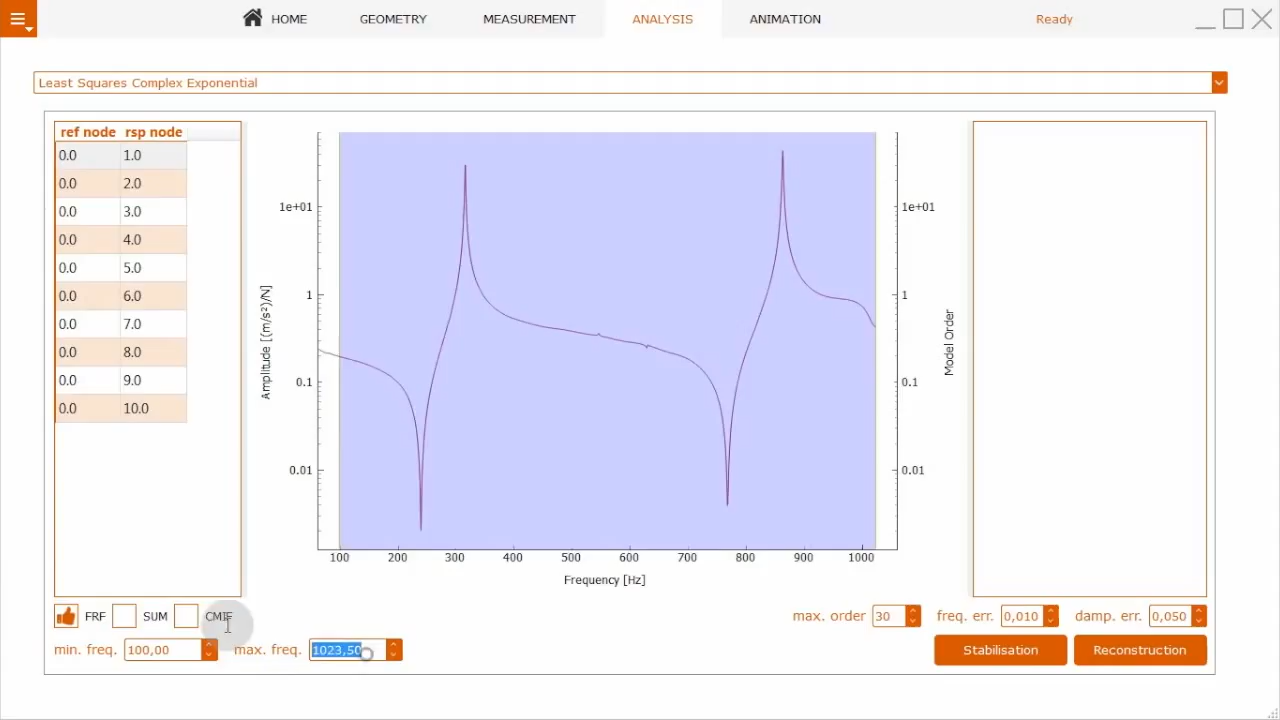 HOME GEOMETRY MEASUREMENT ANALYSIS ANIMATION Ready
Least Squares Complex Exponential
ref node rsp node
0.0 1.0
0.0 2.0
0.0 3.0
0.0 4.0
0.0 5.0
0.0 6.0
0.0 7.0
0.0 8.0
0.0 9.0
0.0 10.0
Amplitude [(m/s²)/N]
1e+01
1
0.1
0.01
1e+01
1
0.1
0.01
Model Order
100 200 300 400 500 600 700 800 900 1000
Frequency [Hz]
FRF SUM CMIF max. order 30 freq. err. 0,010 damp. err. 0,050
min. freq. 100,00 max. freq. 1023,50 Stabilisation Reconstruction